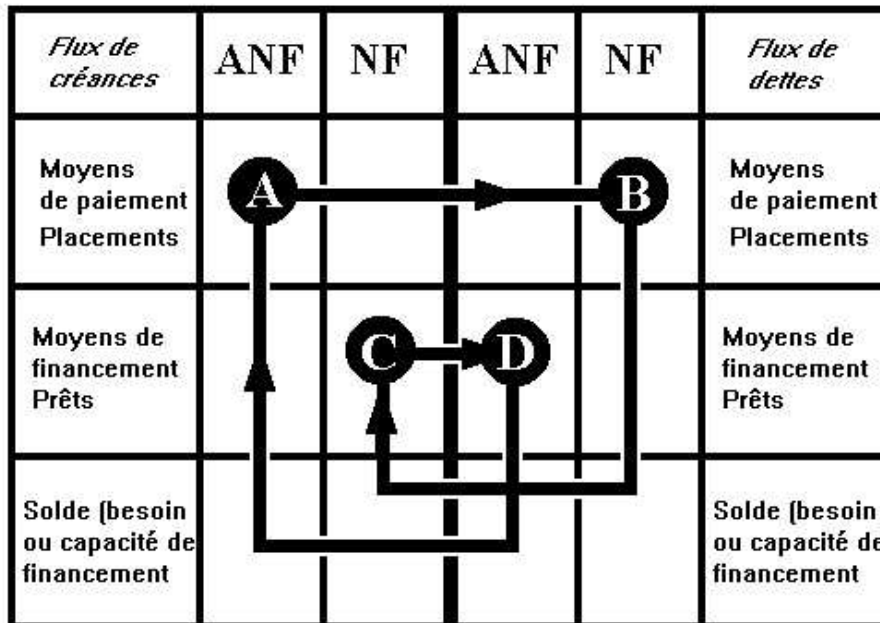 Flux de
créances
ANF
NF
ANF
NF
Flux de
dettes
Moyens
de paiement
Placements
A
B
Moyens
de paiement
Placements
Moyens de
financement
Prêts
C
D
Moyens de
financement
Prêts
Solde (besoin
ou capacité de
financement
Solde (besoin
ou capacité de
financement